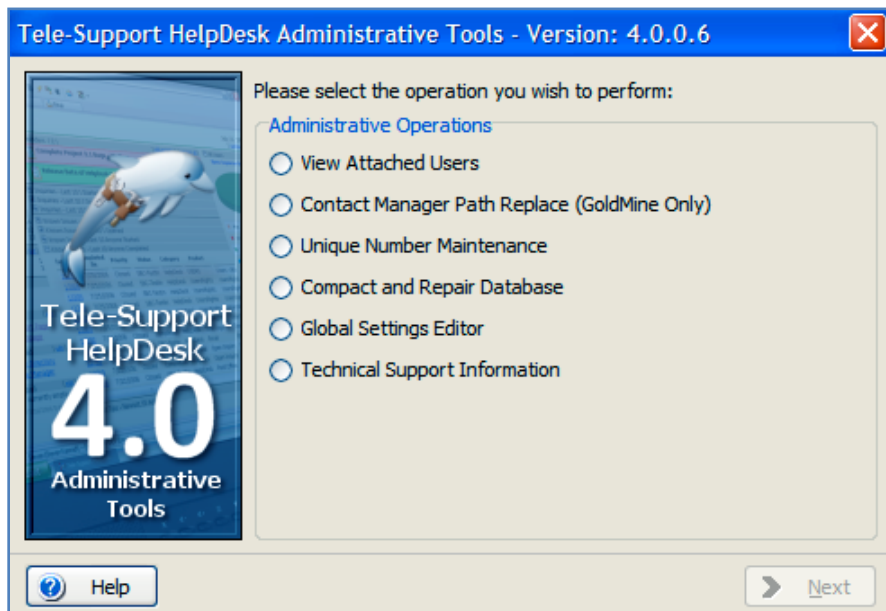 Tele-Support HelpDesk Administrative Tools - Version: 4.0.0.6
Please select the operation you wish to perform:
Administrative Operations
View Attached Users
Contact Manager Path Replace (GoldMine Only)
Unique Number Maintenance
Compact and Repair Database
Global Settings Editor
Technical Support Information
Tele-Support
HelpDesk
4.0
Administrative
Tools
Help
Next